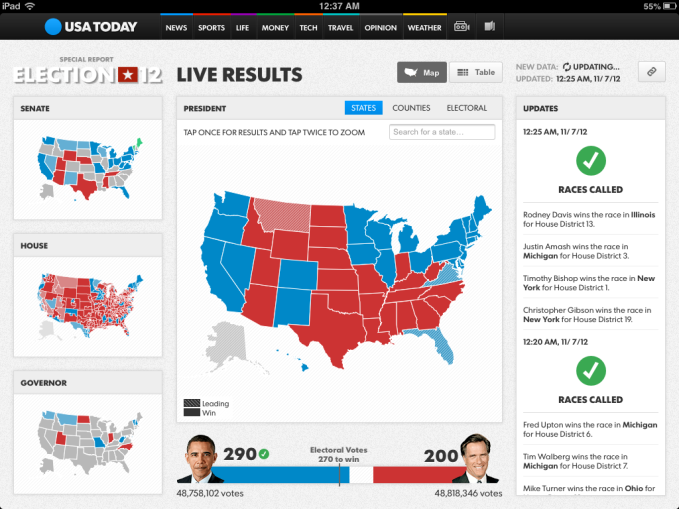 iPad
12:37 AM
55%
USA TODAY
NEWS
SPORTS
LIFE
MONEY
TECH
TRAVEL
OPINION
WEATHER
SPECIAL REPORT
ELECTION 12
LIVE RESULTS
Map
Table
NEW DATA: UPDATING...
UPDATED: 12:25 AM, 11/ 7/12
SENATE
HOUSE
GOVERNOR
PRESIDENT
STATES
COUNTIES
ELECTORAL
TAP ONCE FOR RESULTS AND TAP TWICE TO ZOOM
Search for a state...
Leading
Win
290
Electoral Votes
270 to win
200
48,758,102 votes
48,818,346 votes
UPDATES
12:25 AM, 11/ 7/12
RACES CALLED
Rodney Davis wins the race in Illinois
for House District 13.
Justin Amash wins the race in
Michigan for House District 3.
Timothy Bishop wins the race in New
York for House District 1.
Christopher Gibson wins the race in
New York for House District 19.
12:20 AM, 11/ 7/12
RACES CALLED
Fred Upton wins the race in Michigan
for House District 6.
Tim Walberg wins the race in
Michigan for House District 7.
Mike Turner wins the race in Ohio for